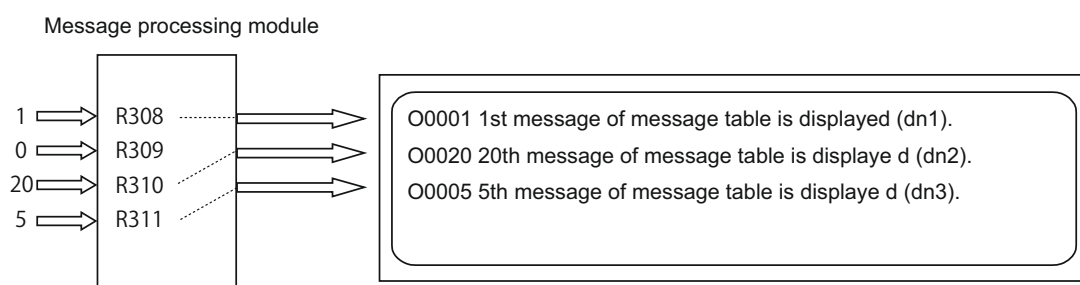 Message processing module
1 R308
0 R309
20 R310
5 R311
O0001 1st message of message table is displayed (dn1).
O0020 20th message of message table is displaye d (dn2).
O0005 5th message of message table is displaye d (dn3).